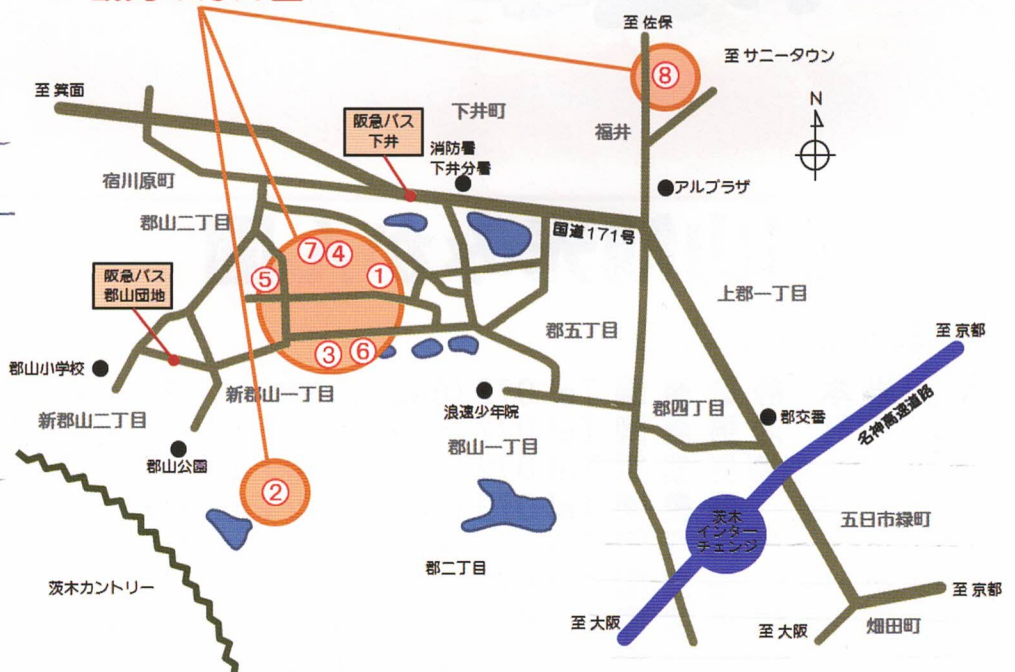 至 佐保
⑧
至 サニータウン
至 箕面
下井町
福井
N
阪急バス
下井
消防署
下井分署
アルプラザ
宿川原町
郡山二丁目
国道171号
⑦
④
①
⑤
阪急バス
郡山団地
上郡一丁目
郡五丁目
至 京都
③
⑥
郡山小学校
新郡山一丁目
新郡山二丁目
浪速少年院
郡四丁目
郡交番
名神高速道路
郡山一丁目
郡山公園
②
茨木
インター
チェンジ
五日市緑町
郡二丁目
茨木カントリー
至 京都
至 大阪
至 大阪
畑田町